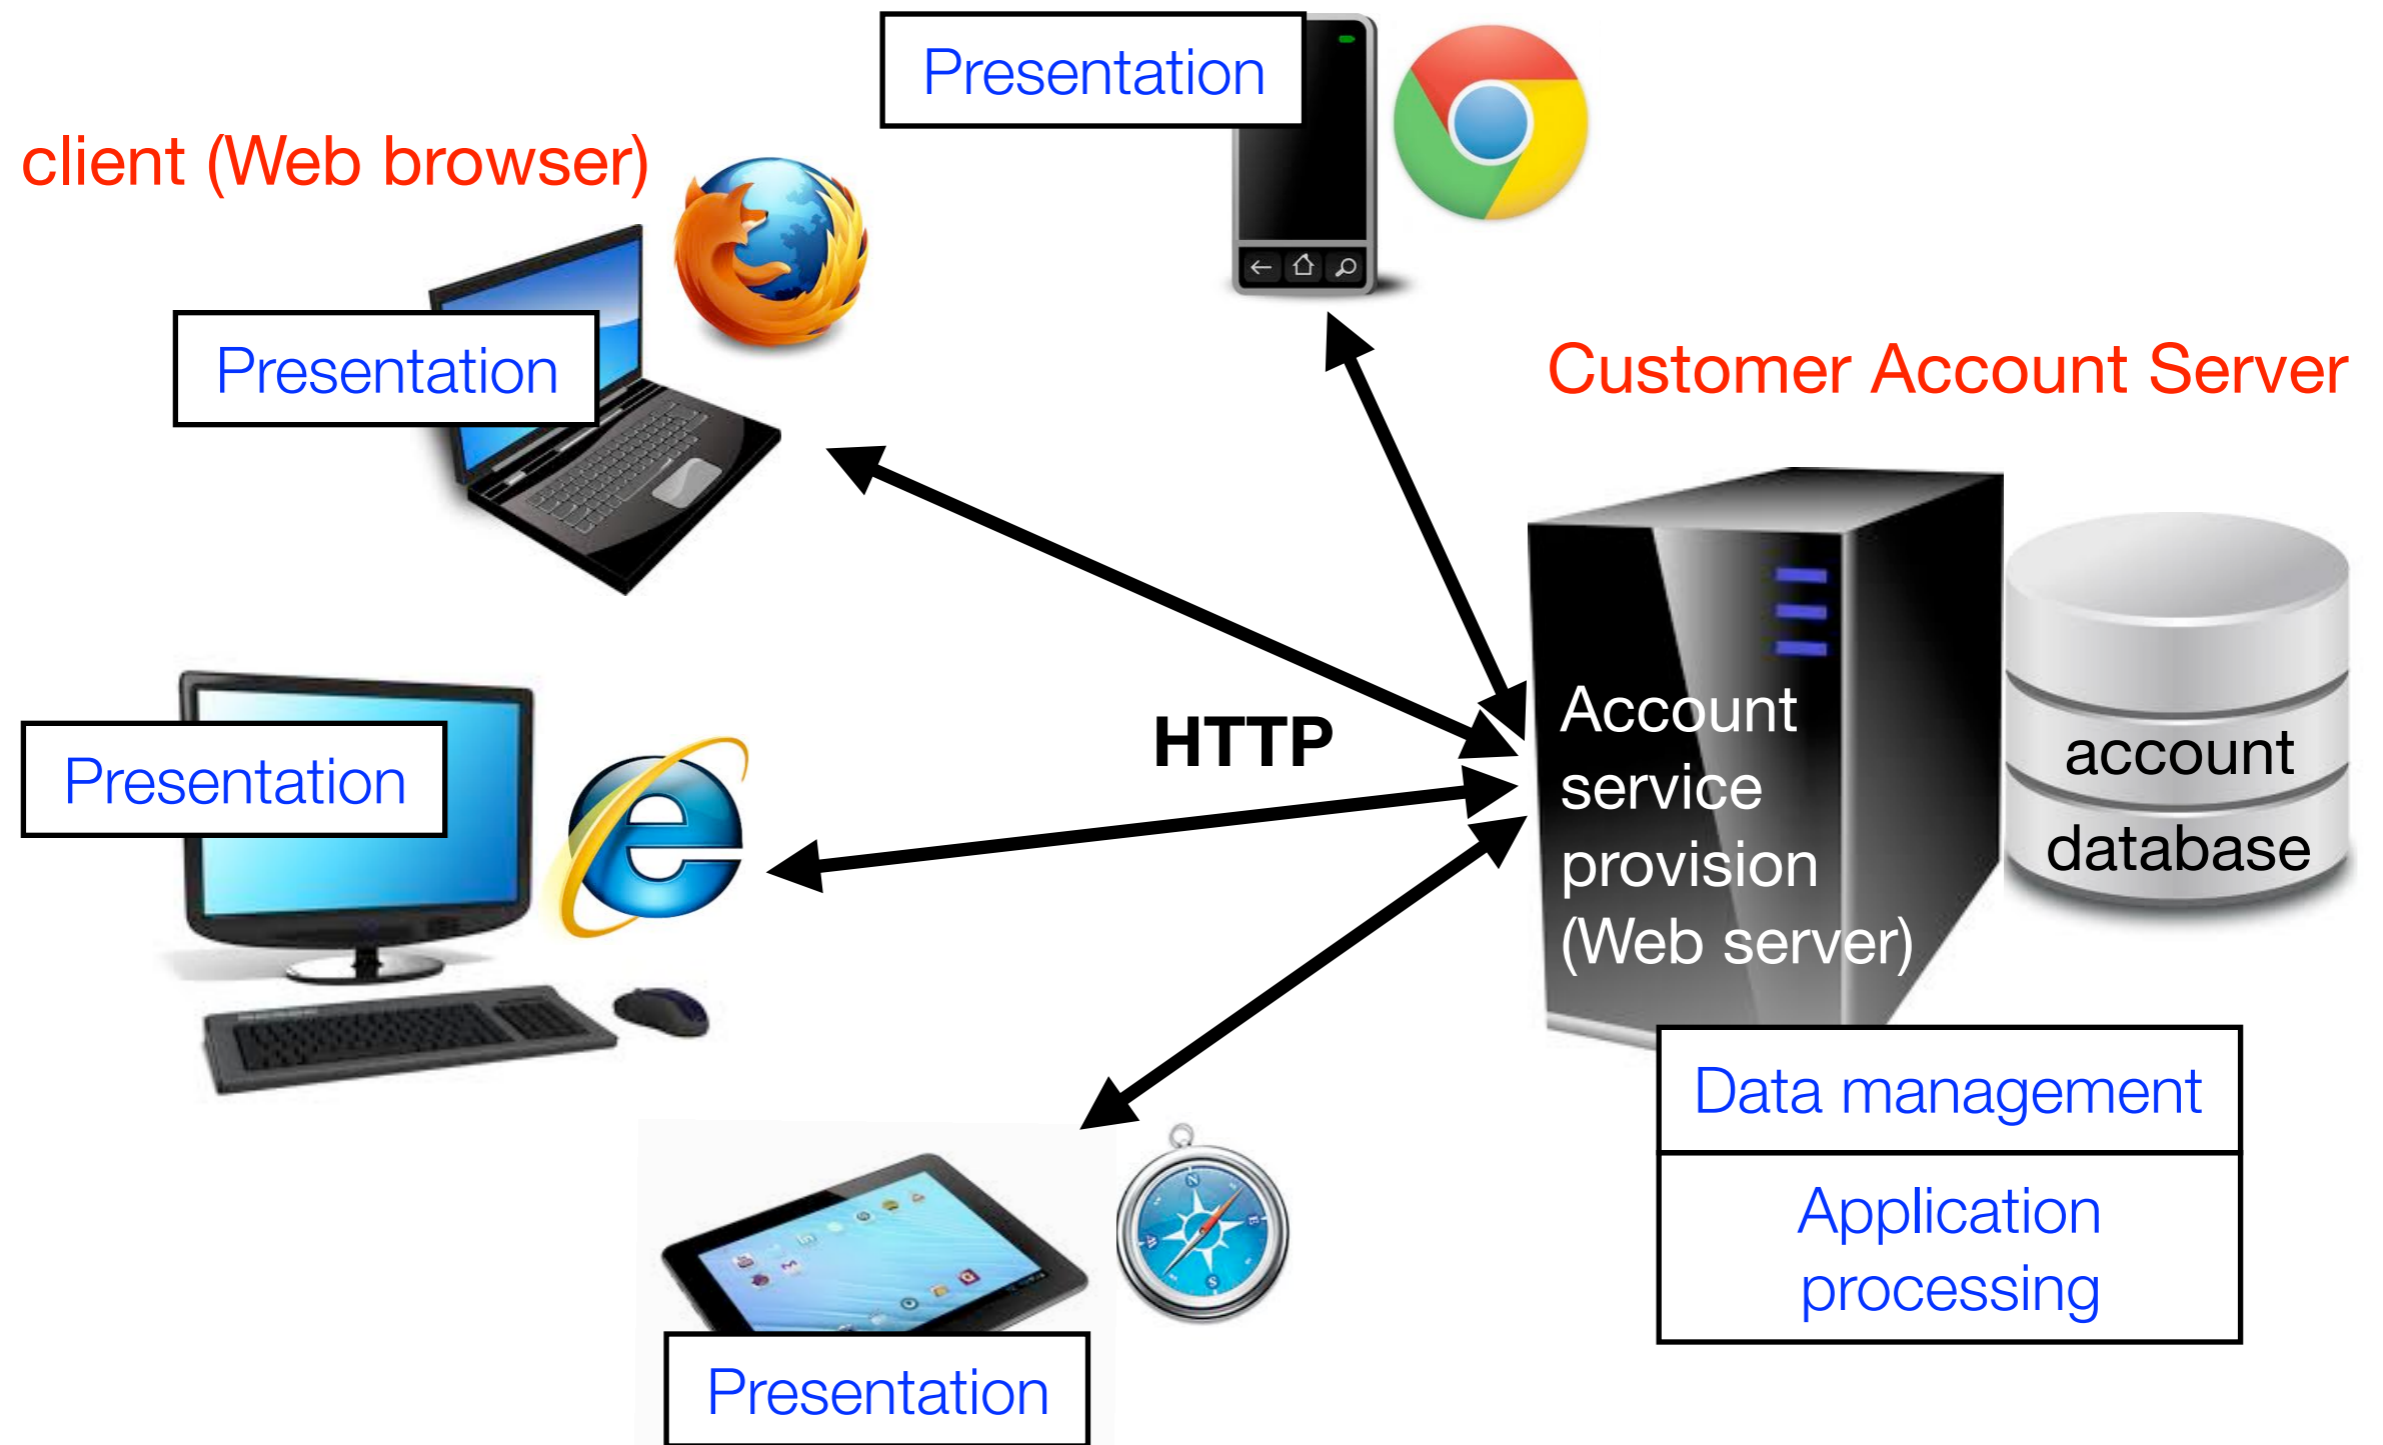 Presentation
client (Web browser)
Presentation
Customer Account Server
Presentation
HTTP
Account
service
provision
(Web server)
account
database
Data management
Application
processing
Presentation